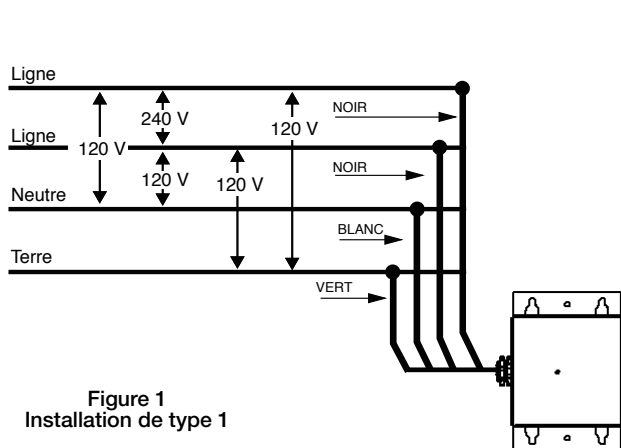 Ligne
NOIR
240 V
120 V
Ligne
120 V
NOIR
120 V
120 V
Neutre
BLANC
Terre
VERT
Figure 1
Installation de type 1